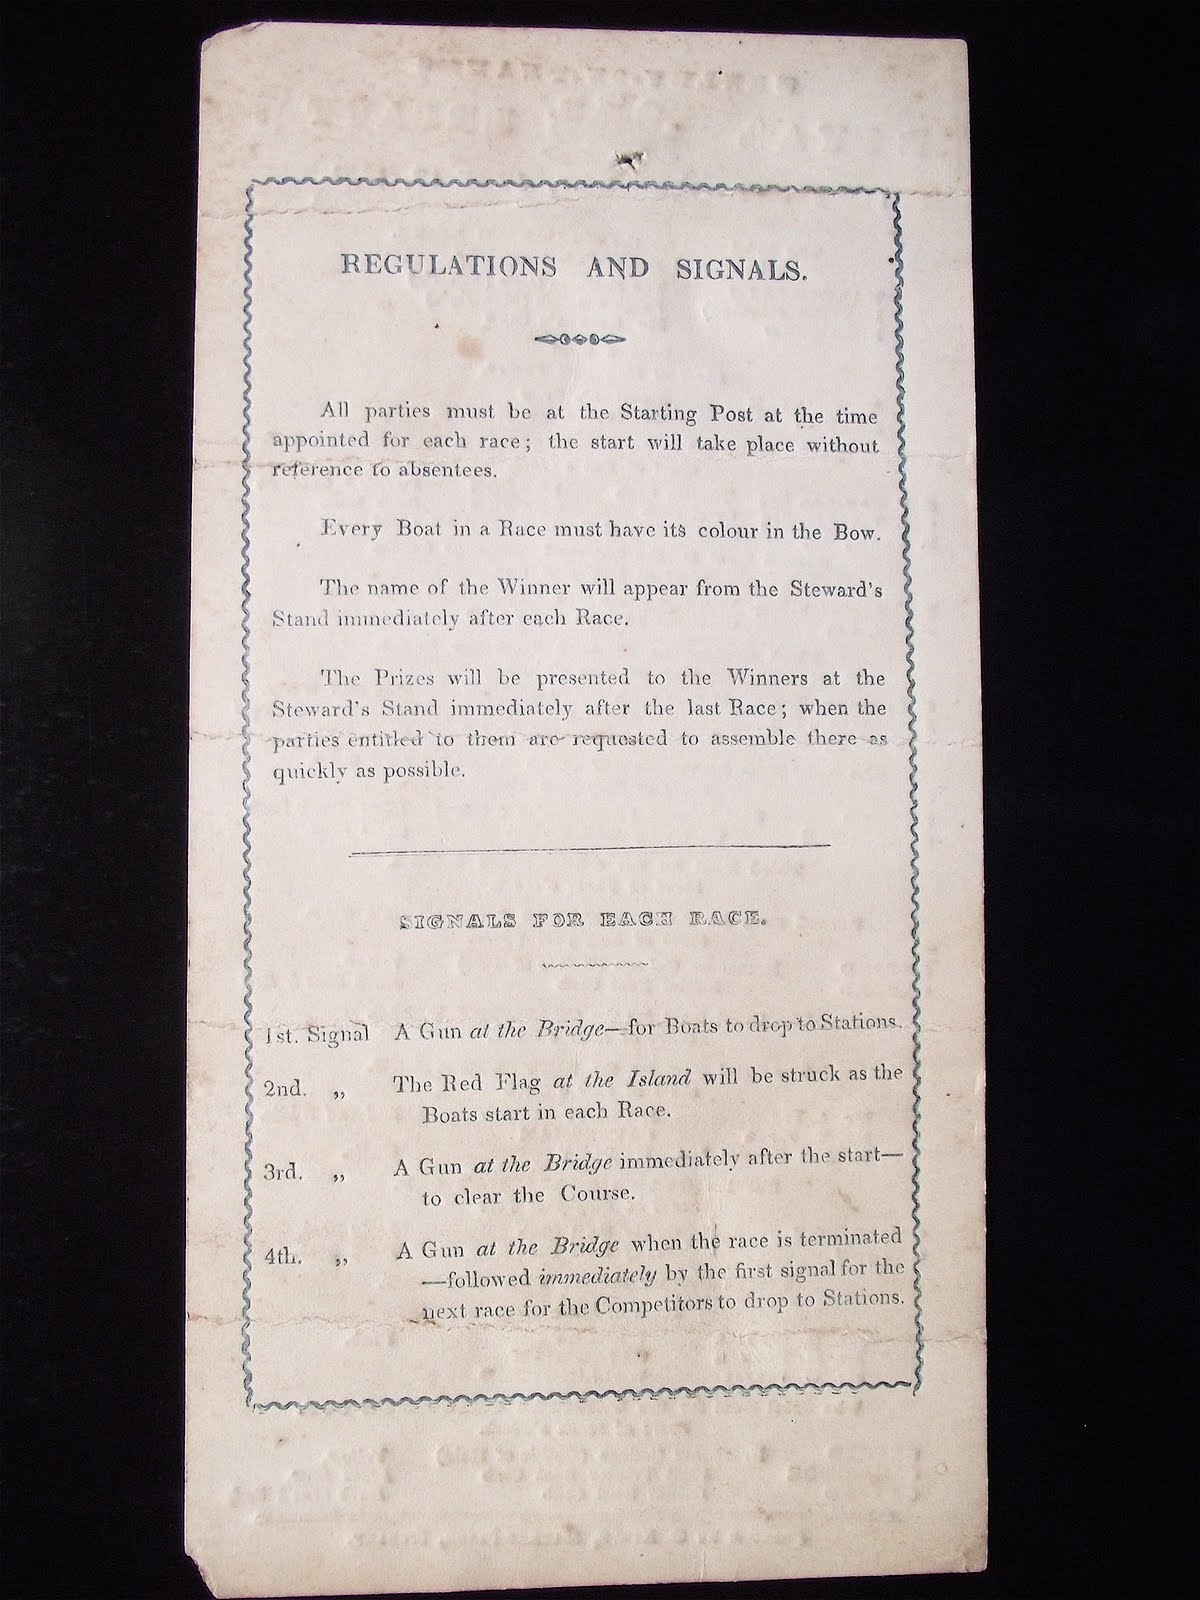 REGULATIONS AND SIGNALS.
All parties must be at the Starting Post at the time
appointed for each race; the start will take place without
reference to absentees.
Every Boat in a Race must have its colour in the Bow.
The name of the Winner will appear from the Steward's
Stand immediately after each Race.
The Prizes will be presented to the Winners at the
Steward's Stand immediately after the last Race; when the
parties entitled to them are requested to assemble there as
quickly as possible.
SIGNALS FOR EACH RACE.
1st. Signal A Gun at the Bridge—for Boats to drop to Stations.
2nd. „ The Red Flag at the Island will be struck as the
Boats start in each Race.
3rd. „ A Gun at the Bridge immediately after the start—
to clear the Course.
4th. „ A Gun at the Bridge when the race is terminated
—followed immediately by the first signal for the
next race for the Competitors to drop to Stations.